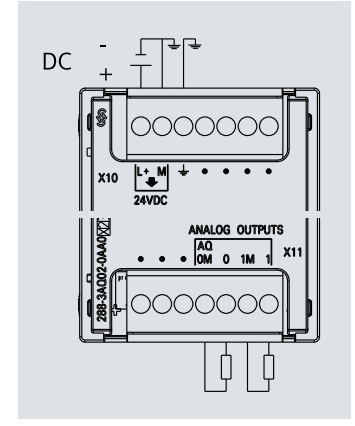 -
DC
+
X10
L+ M
24VDC
ANALOG OUTPUTS
AQ
0M 0 1M 1
X11
288-3AQ02-0AA0